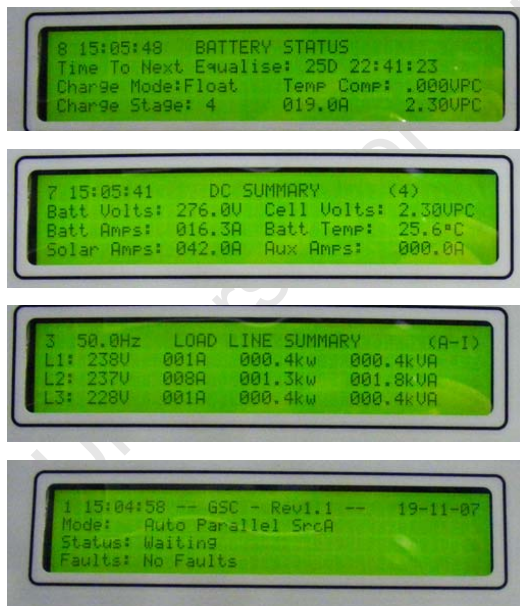 8 15:05:48 BATTERY STATUS
Time To Next Equalise: 25D 22:41:23
Charge Mode:Float Temp Comp: .000VPC
Charge Stage: 4 019.0A 2.30VPC
7 15:05:41 DC SUMMARY (4)
Batt Volts: 276.0V Cell Volts: 2.30VPC
Batt Amps: 016.3A Batt Temp: 25.6°C
Solar Amps: 042.0A Aux Amps: 000.0A
3 50.0Hz LOAD LINE SUMMARY (A-I)
L1: 238V 001A 000.4kw 000.4kVA
L2: 237V 008A 001.3kw 001.8kVA
L3: 228V 001A 000.4kw 000.4kVA
1 15:04:58 -- GSC - Rev1.1 -- 19-11-07
Mode: Auto Parallel SrcA
Status: Waiting
Faults: No Faults